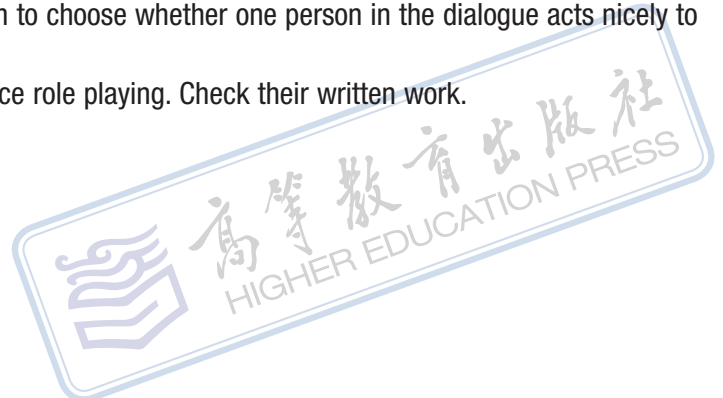 n to choose whether one person in the dialogue acts nicely to
ce role playing. Check their written work.
高等教育出版社
HIGHER EDUCATION PRESS